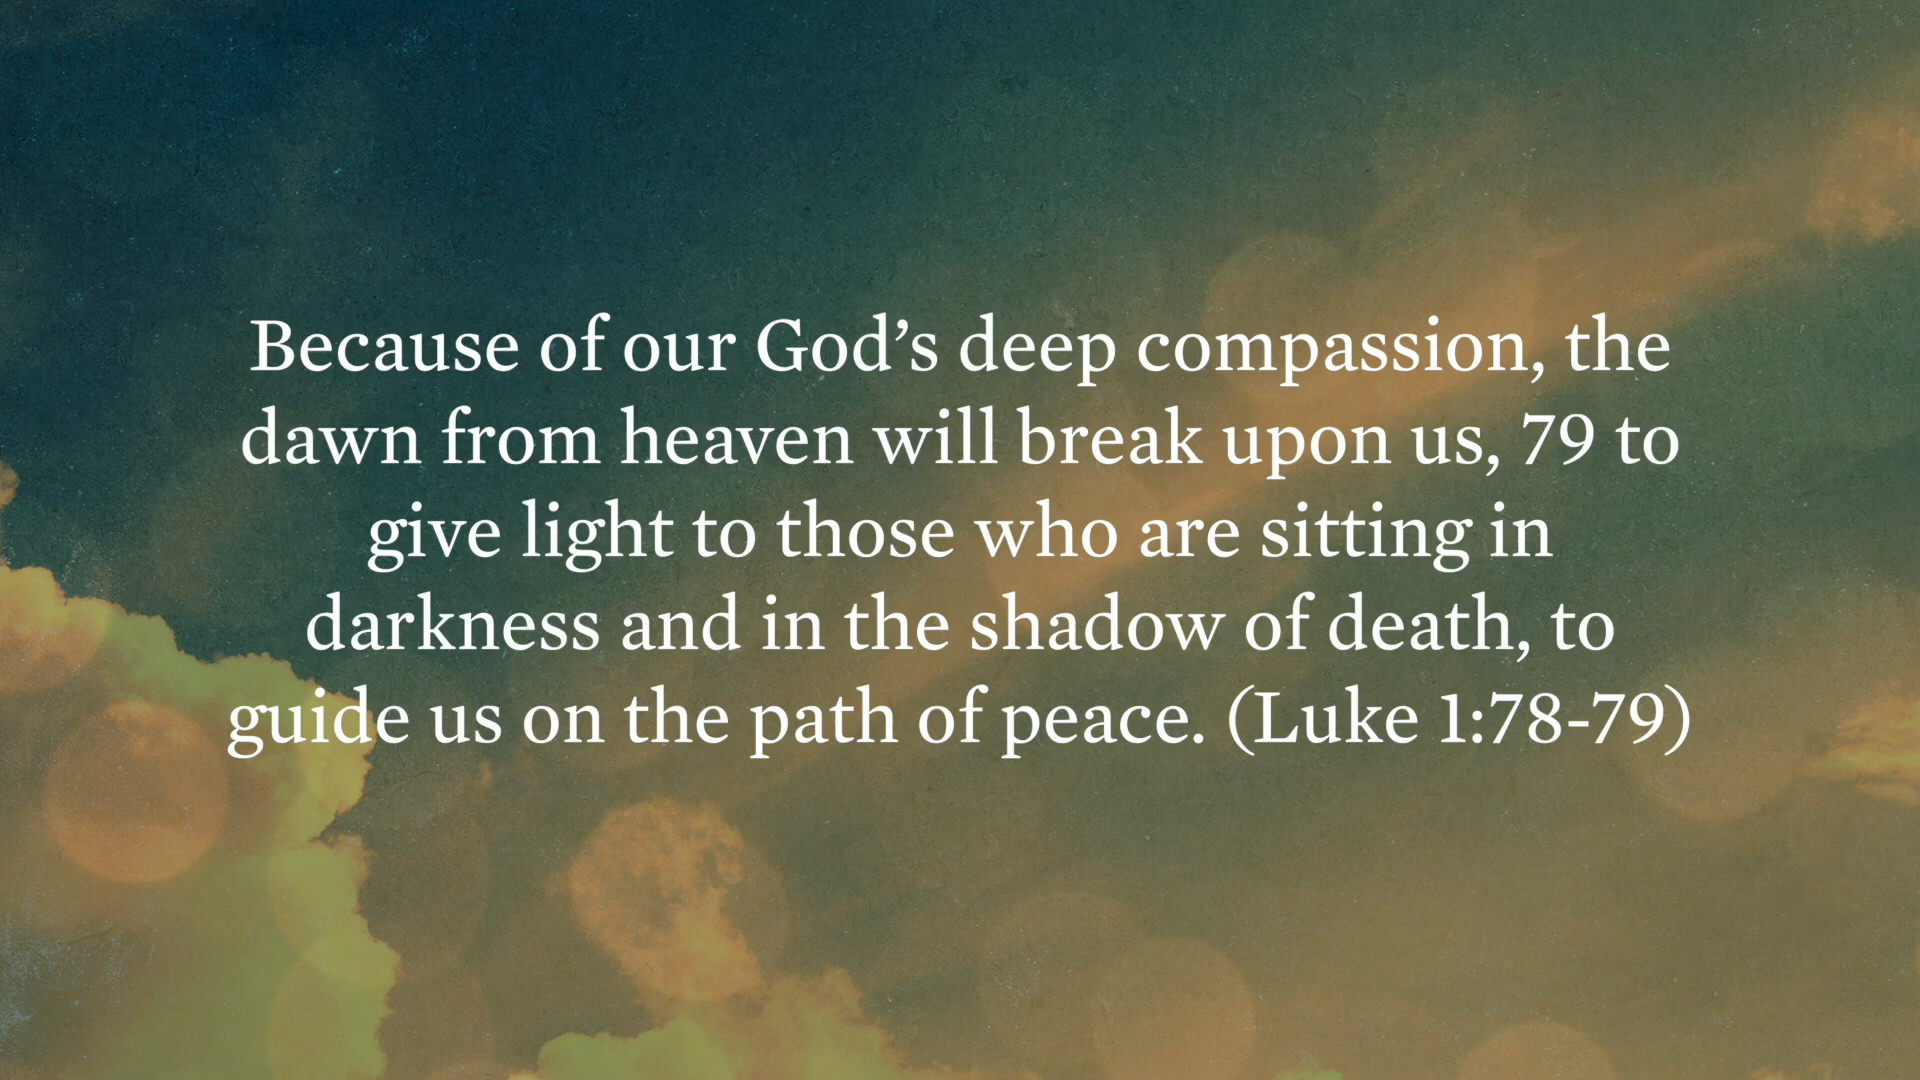 Because of our God’s deep compassion, the
dawn from heaven will break upon us, 79 to
give light to those who are sitting in
darkness and in the shadow of death, to
guide us on the path of peace. (Luke 1:78-79)